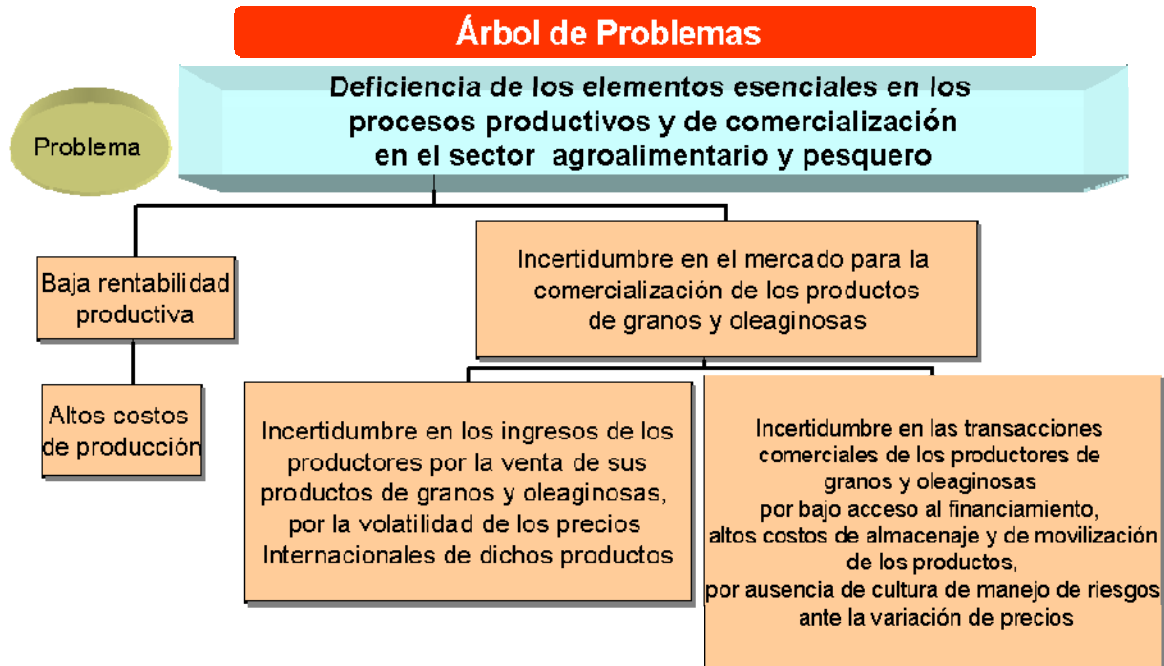 Árbol de Problemas
Problema
Deficiencia de los elementos esenciales en los
procesos productivos y de comercialización
en el sector agroalimentario y pesquero
Baja rentabilidad
productiva
Incertidumbre en el mercado para la
comercialización de los productos
de granos y oleaginosas
Altos costos
de producción
Incertidumbre en los ingresos de los
productores por la venta de sus
productos de granos y oleaginosas,
por la volatilidad de los precios
Internacionales de dichos productos
Incertidumbre en las transacciones
comerciales de los productores de
granos y oleaginosas
por bajo acceso al financiamiento,
altos costos de almacenaje y de movilización
de los productos,
por ausencia de cultura de manejo de riesgos
ante la variación de precios